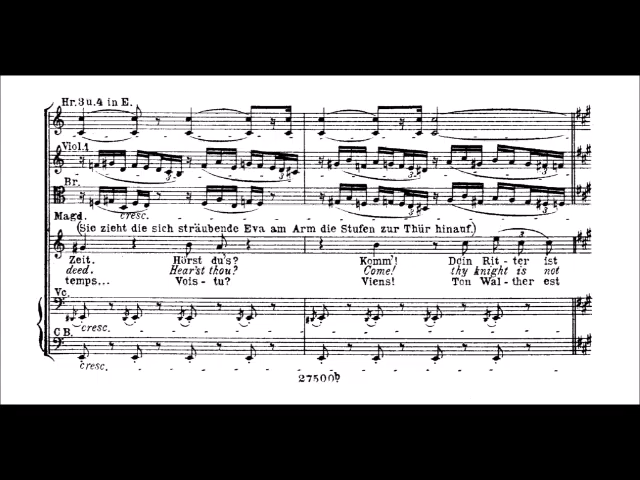 Hr. 3 u. 4 in E.
Viol. 1
Br.
Magd.
cresc.
(Sie zieht die sich sträubende Eva am Arm die Stufen zur Thür hinauf.)
Zeit. Hörst du's? Komm'! Dein Rit-ter ist
deed. Hear'st thou? Come! thy knight is not
temps... Vois-tu? Viens! Ton Wal-ther est
Vc.
cresc.
C B.
cresc.
27500b